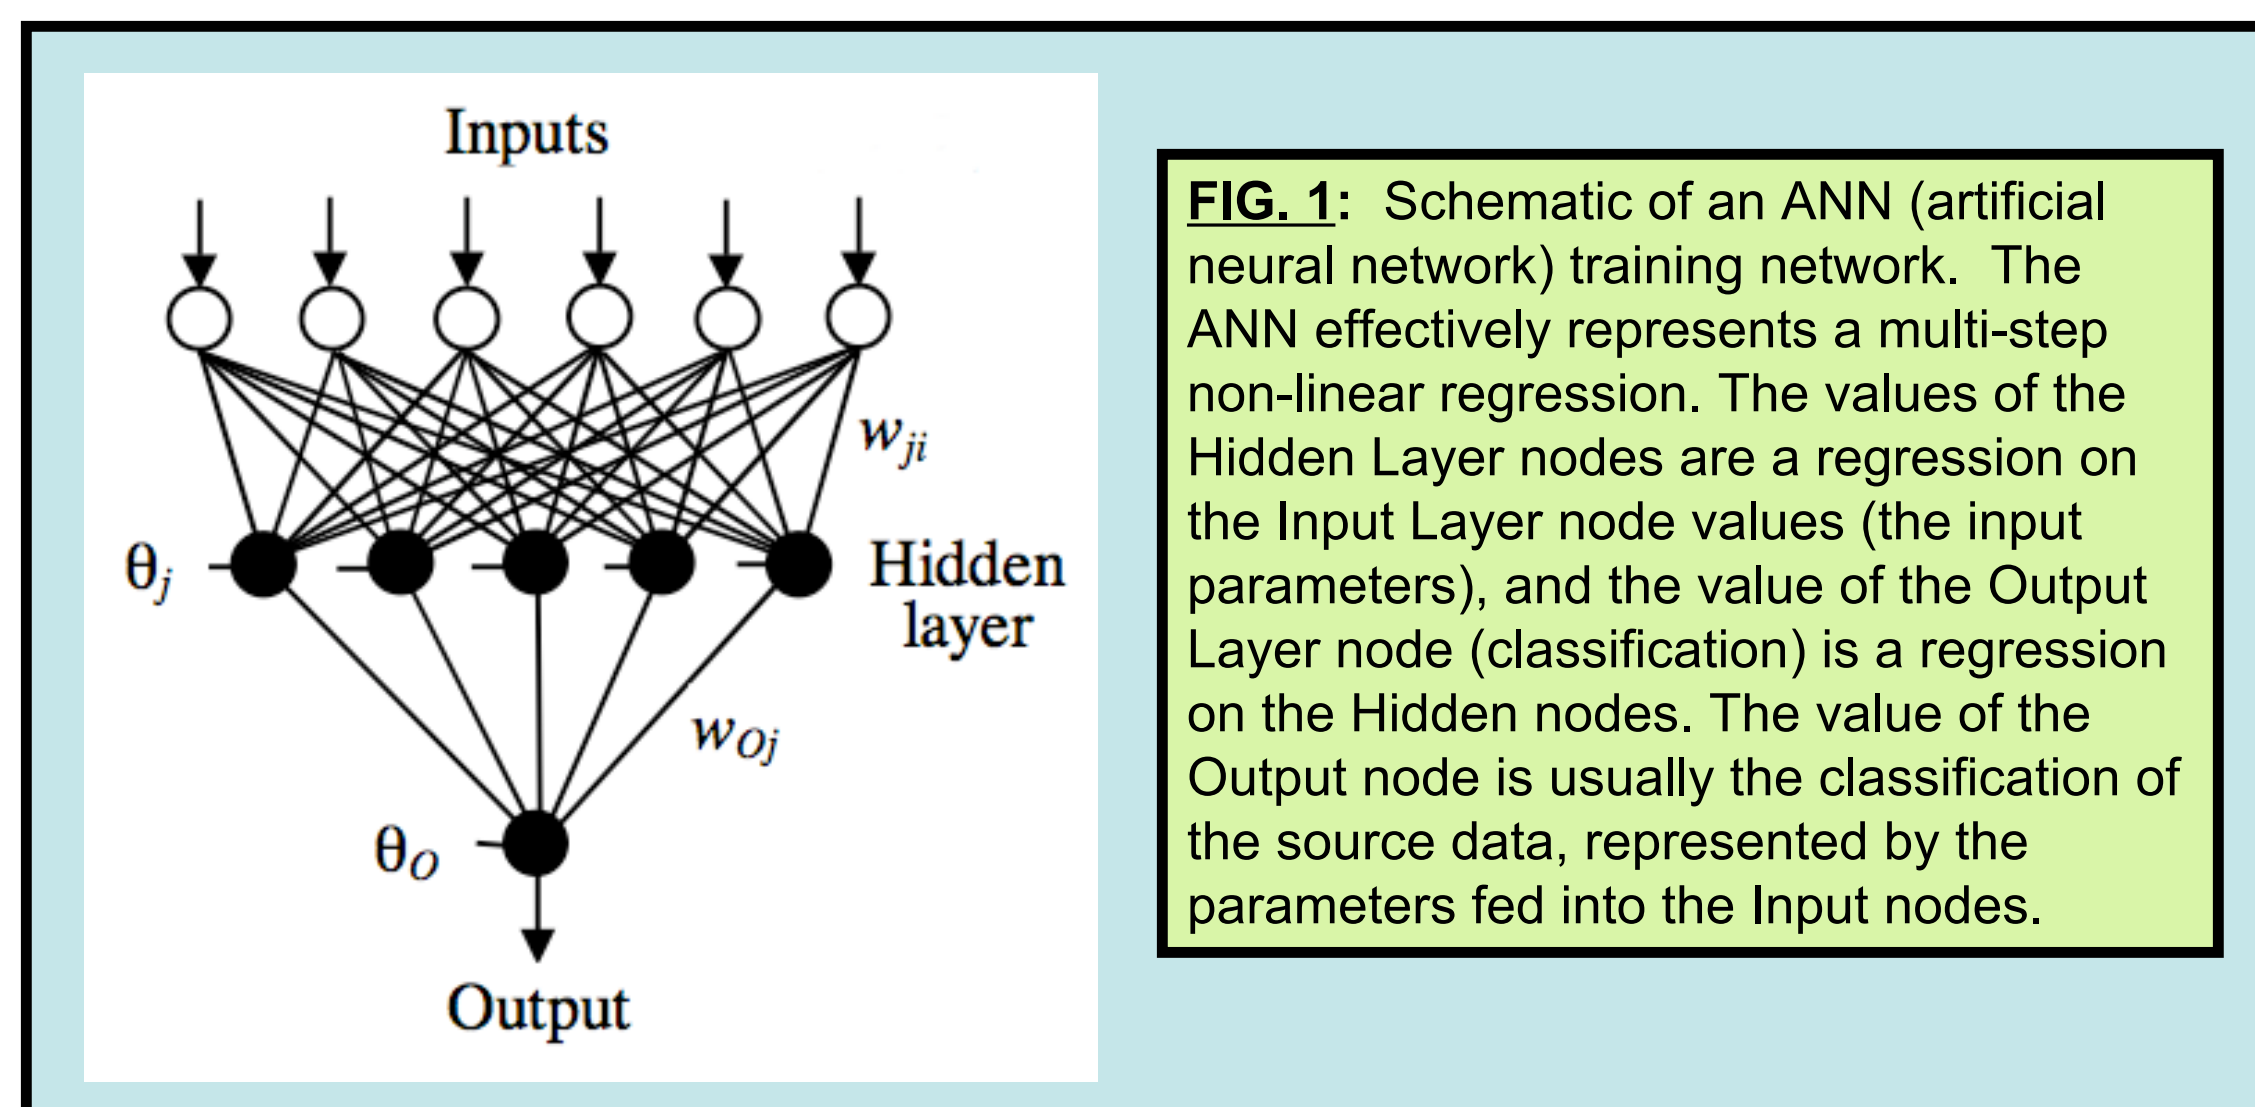 Inputs
w_ji
θ_j
Hidden
layer
w_Oj
θ_O
Output
FIG. 1: Schematic of an ANN (artificial
neural network) training network. The
ANN effectively represents a multi-step
non-linear regression. The values of the
Hidden Layer nodes are a regression on
the Input Layer node values (the input
parameters), and the value of the Output
Layer node (classification) is a regression
on the Hidden nodes. The value of the
Output node is usually the classification of
the source data, represented by the
parameters fed into the Input nodes.